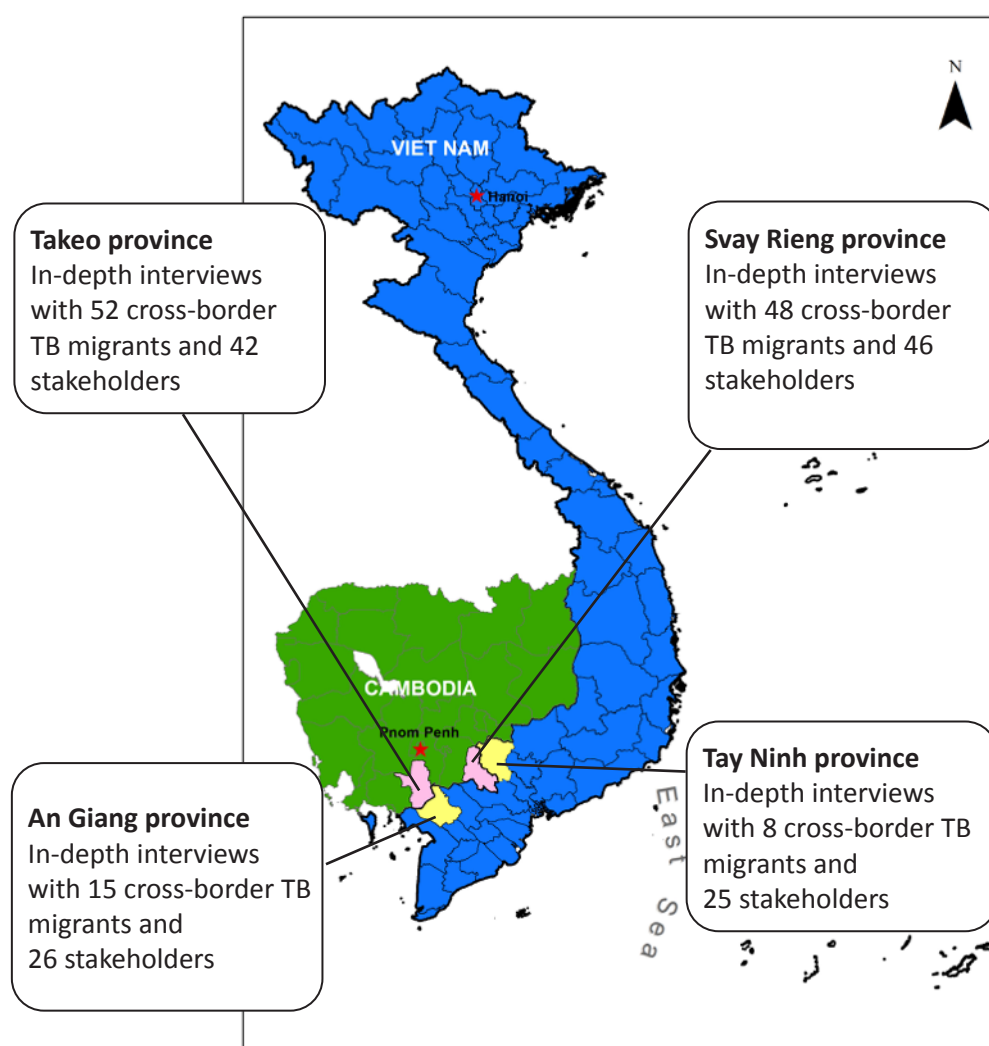 N
VIET NAM
Hanoi
Takeo province
In-depth interviews
with 52 cross-border
TB migrants and 42
stakeholders
Svay Rieng province
In-depth interviews
with 48 cross-border
TB migrants and 46
stakeholders
CAMBODIA
Pnom Penh
An Giang province
In-depth interviews
with 15 cross-border TB
migrants and
26 stakeholders
Tay Ninh province
In-depth interviews
with 8 cross-border TB
migrants and
25 stakeholders
East Sea